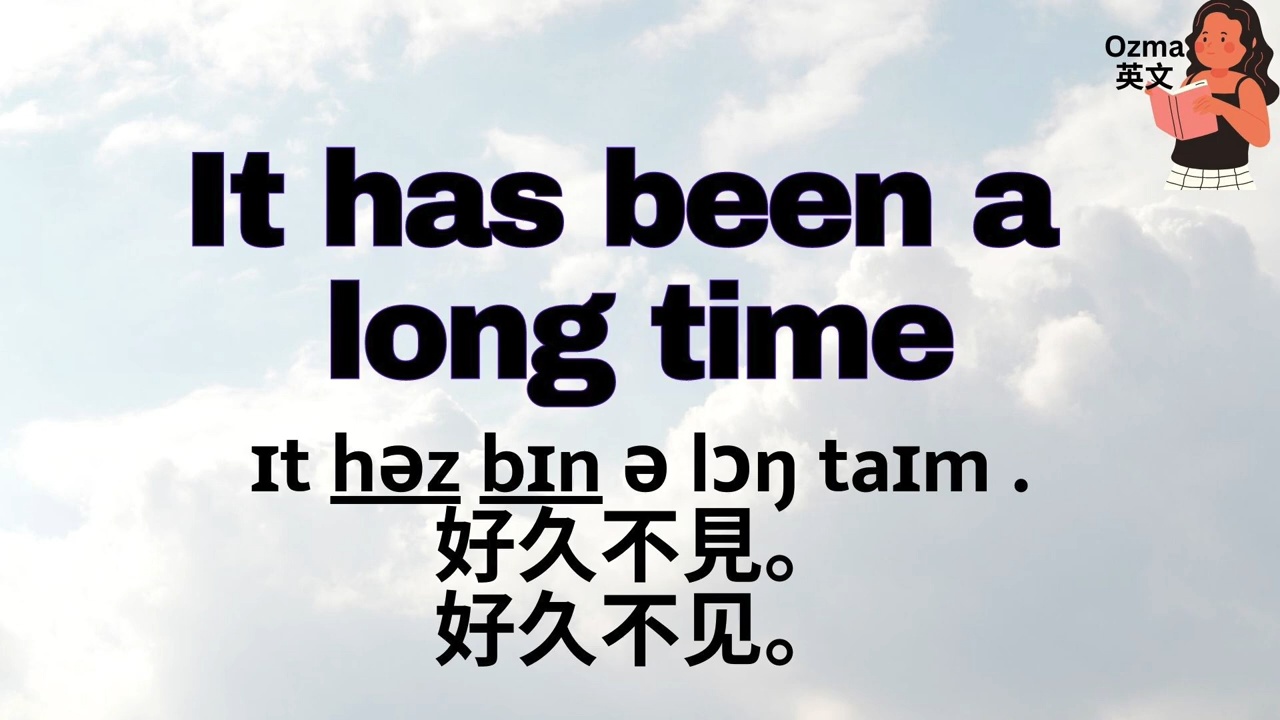 Ozma
英文
It has been a
long time
ɪt həz bɪn ə lɔŋ taɪm .
好久不見。
好久不见。